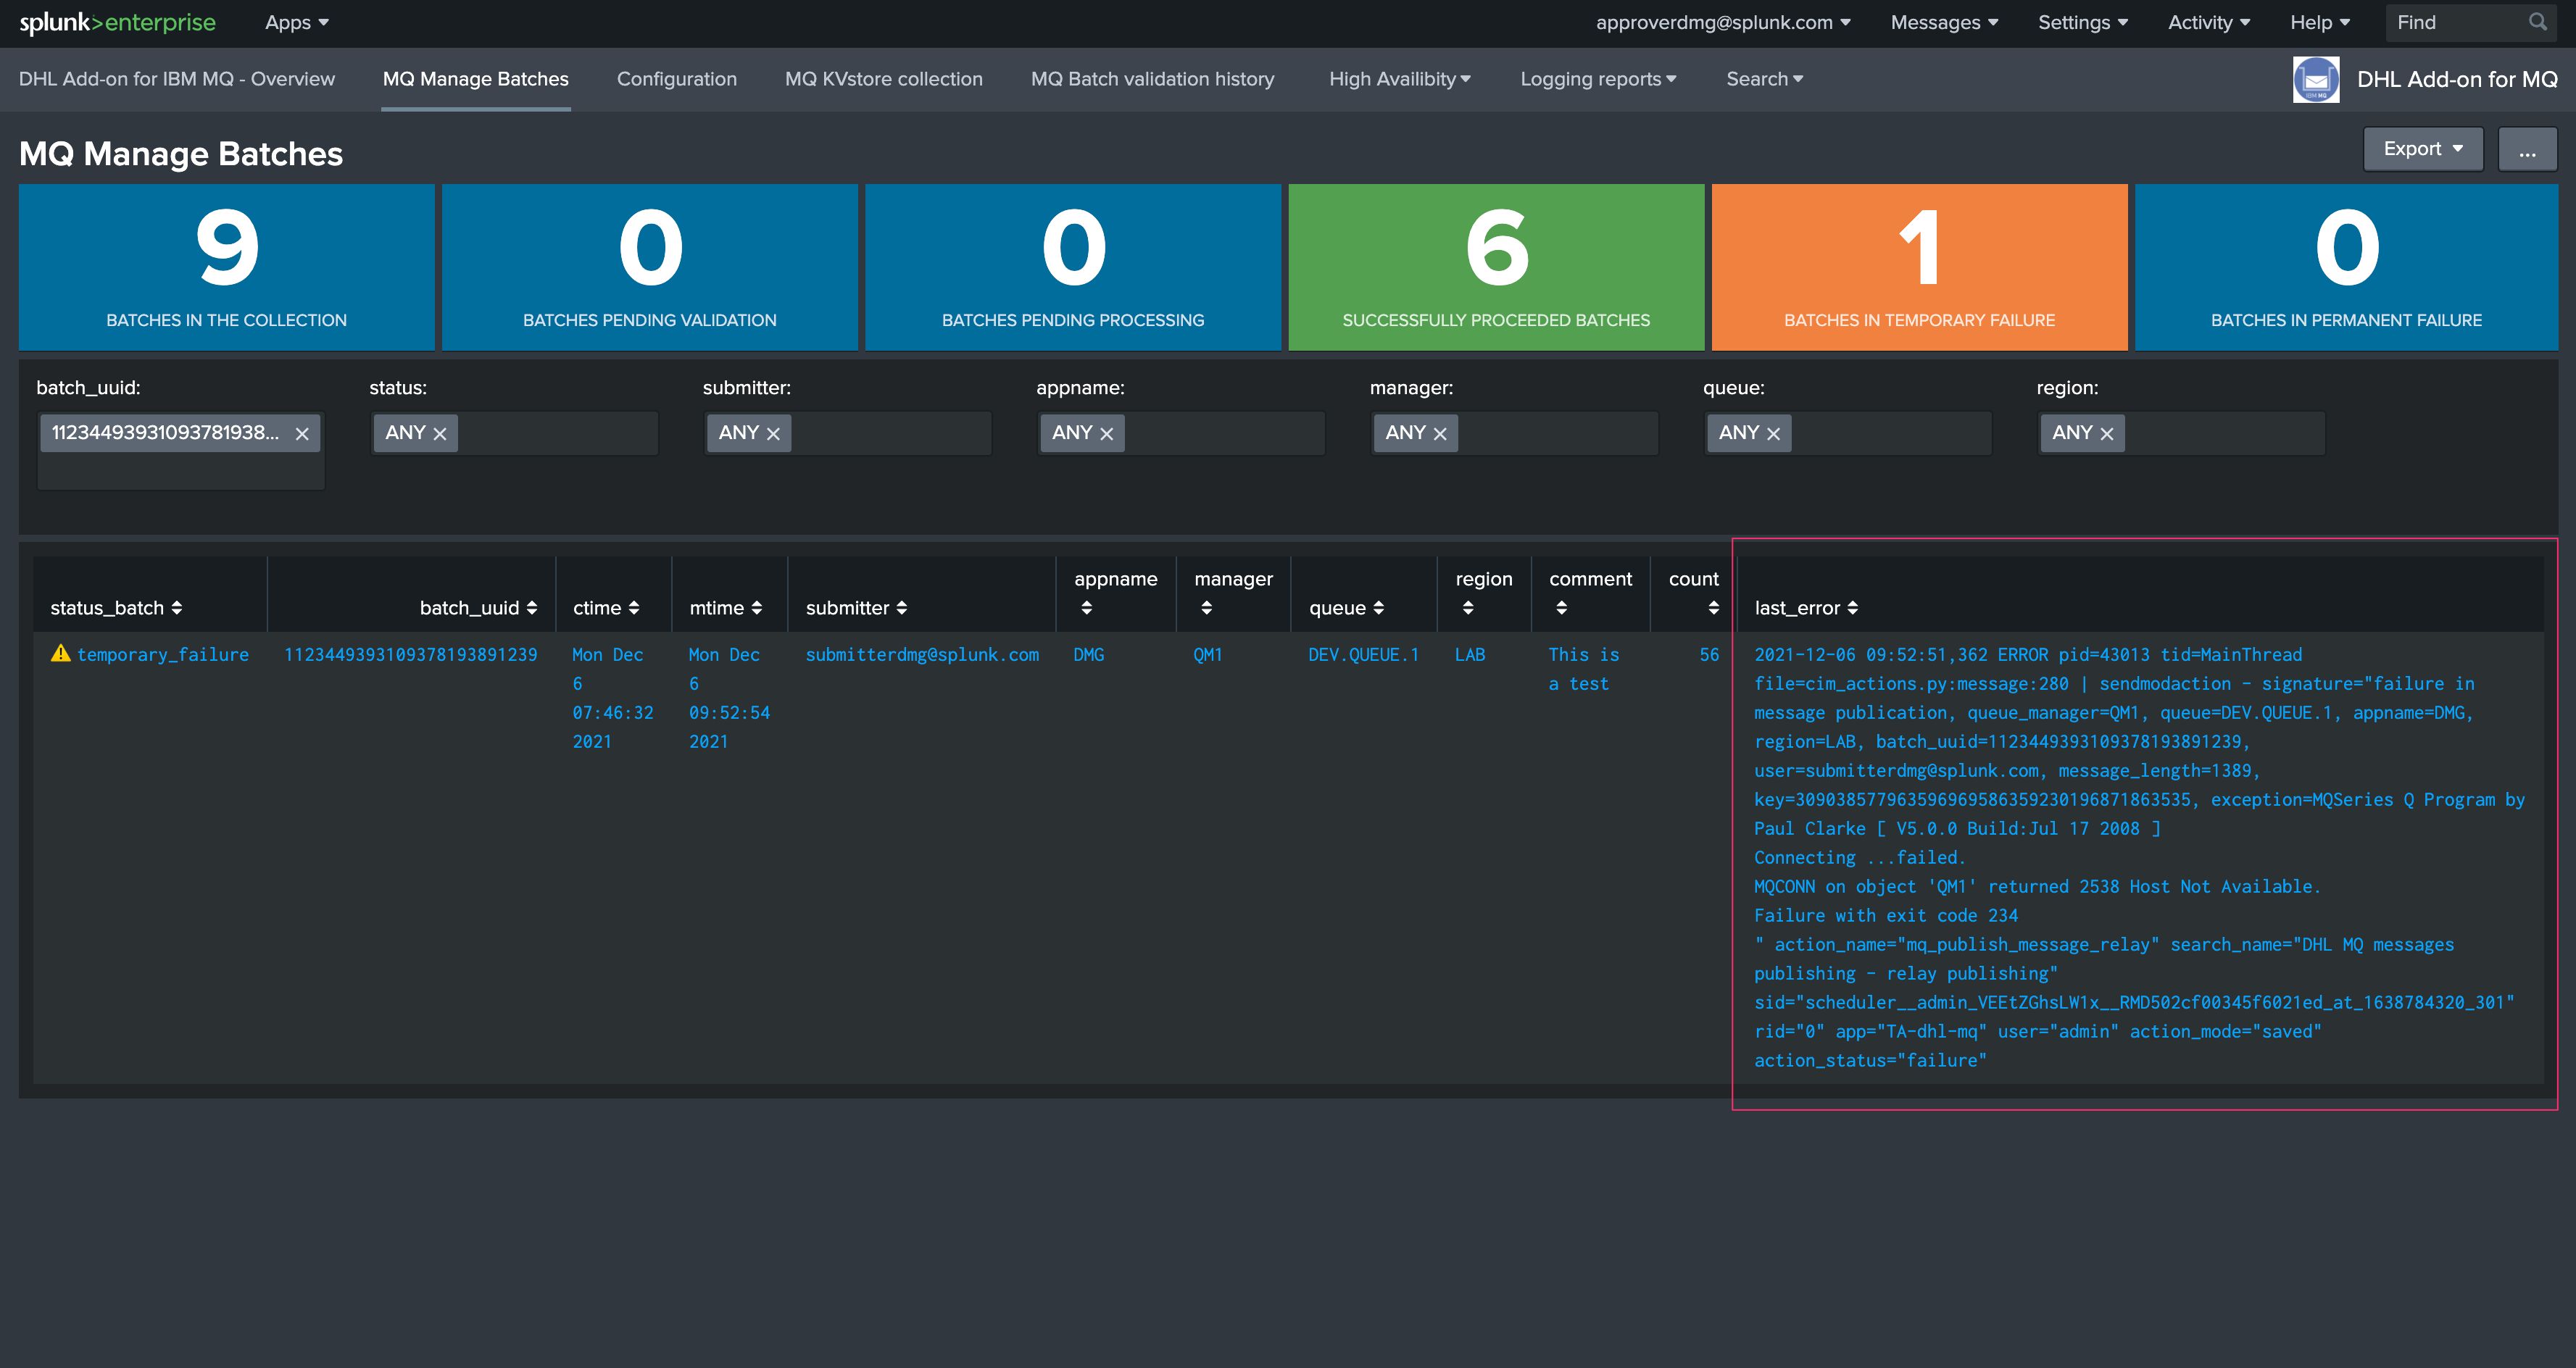 splunk>enterprise Apps approverdmg@splunk.com Messages Settings Activity Help Find
DHL Add-on for IBM MQ - Overview MQ Manage Batches Configuration MQ KVstore collection MQ Batch validation history High Availibity Logging reports Search IBM MQ DHL Add-on for MQ
MQ Manage Batches Export ...
9 0 0 6 1 0
BATCHES IN THE COLLECTION BATCHES PENDING VALIDATION BATCHES PENDING PROCESSING SUCCESSFULLY PROCEEDED BATCHES BATCHES IN TEMPORARY FAILURE BATCHES IN PERMANENT FAILURE
batch_uuid: status: submitter: appname: manager: queue: region:
11234493931093781938... ANY ANY ANY ANY ANY ANY
status_batch batch_uuid ctime mtime submitter appname manager queue region comment count last_error
temporary_failure
1123449393109378193891239
Mon Dec
6
07:46:32
2021
Mon Dec
6
09:52:54
2021
submitterdmg@splunk.com
DMG
QM1
DEV.QUEUE.1
LAB
This is
a test
56
2021-12-06 09:52:51,362 ERROR pid=43013 tid=MainThread
file=cim_actions.py:message:280 | sendmodaction - signature="failure in
message publication, queue_manager=QM1, queue=DEV.QUEUE.1, appname=DMG,
region=LAB, batch_uuid=1123449393109378193891239,
user=submitterdmg@splunk.com, message_length=1389,
key=309038577963596969586359230196871863535, exception=MQSeries Q Program by
Paul Clarke [ V5.0.0 Build:Jul 17 2008 ]
Connecting ...failed.
MQCONN on object 'QM1' returned 2538 Host Not Available.
Failure with exit code 234
" action_name="mq_publish_message_relay" search_name="DHL MQ messages
publishing - relay publishing"
sid="scheduler__admin_VEEtZGhsLW1x__RMD502cf00345f6021ed_at_1638784320_301"
rid="0" app="TA-dhl-mq" user="admin" action_mode="saved"
action_status="failure"